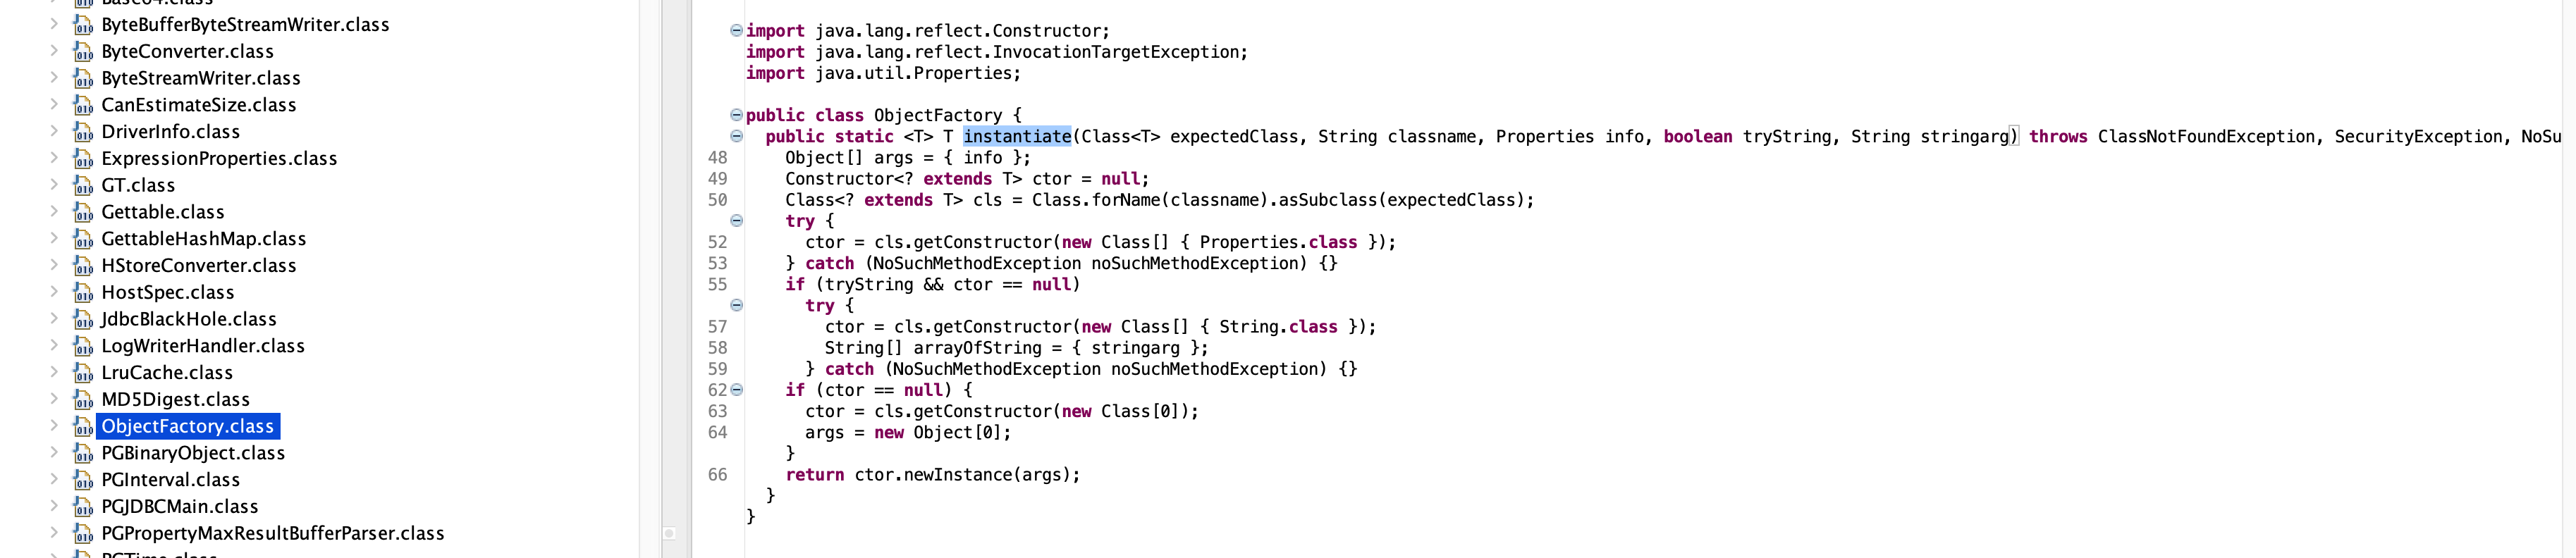 Base64.class
ByteBufferByteStreamWriter.class
ByteConverter.class
ByteStreamWriter.class
CanEstimateSize.class
DriverInfo.class
ExpressionProperties.class
GT.class
Gettable.class
GettableHashMap.class
HStoreConverter.class
HostSpec.class
JdbcBlackHole.class
LogWriterHandler.class
LruCache.class
MD5Digest.class
ObjectFactory.class
PGBinaryObject.class
PGInterval.class
PGJDBCMain.class
PGPropertyMaxResultBufferParser.class
PGTime.class
import java.lang.reflect.Constructor;
import java.lang.reflect.InvocationTargetException;
import java.util.Properties;
public class ObjectFactory {
public static <T> T instantiate(Class<T> expectedClass, String classname, Properties info, boolean tryString, String stringarg) throws ClassNotFoundException, SecurityException, NoSu
48 Object[] args = { info };
49 Constructor<? extends T> ctor = null;
50 Class<? extends T> cls = Class.forName(classname).asSubclass(expectedClass);
try {
52 ctor = cls.getConstructor(new Class[] { Properties.class });
53 } catch (NoSuchMethodException noSuchMethodException) {}
55 if (tryString && ctor == null)
try {
57 ctor = cls.getConstructor(new Class[] { String.class });
58 String[] arrayOfString = { stringarg };
59 } catch (NoSuchMethodException noSuchMethodException) {}
62 if (ctor == null) {
63 ctor = cls.getConstructor(new Class[0]);
64 args = new Object[0];
}
66 return ctor.newInstance(args);
}
}